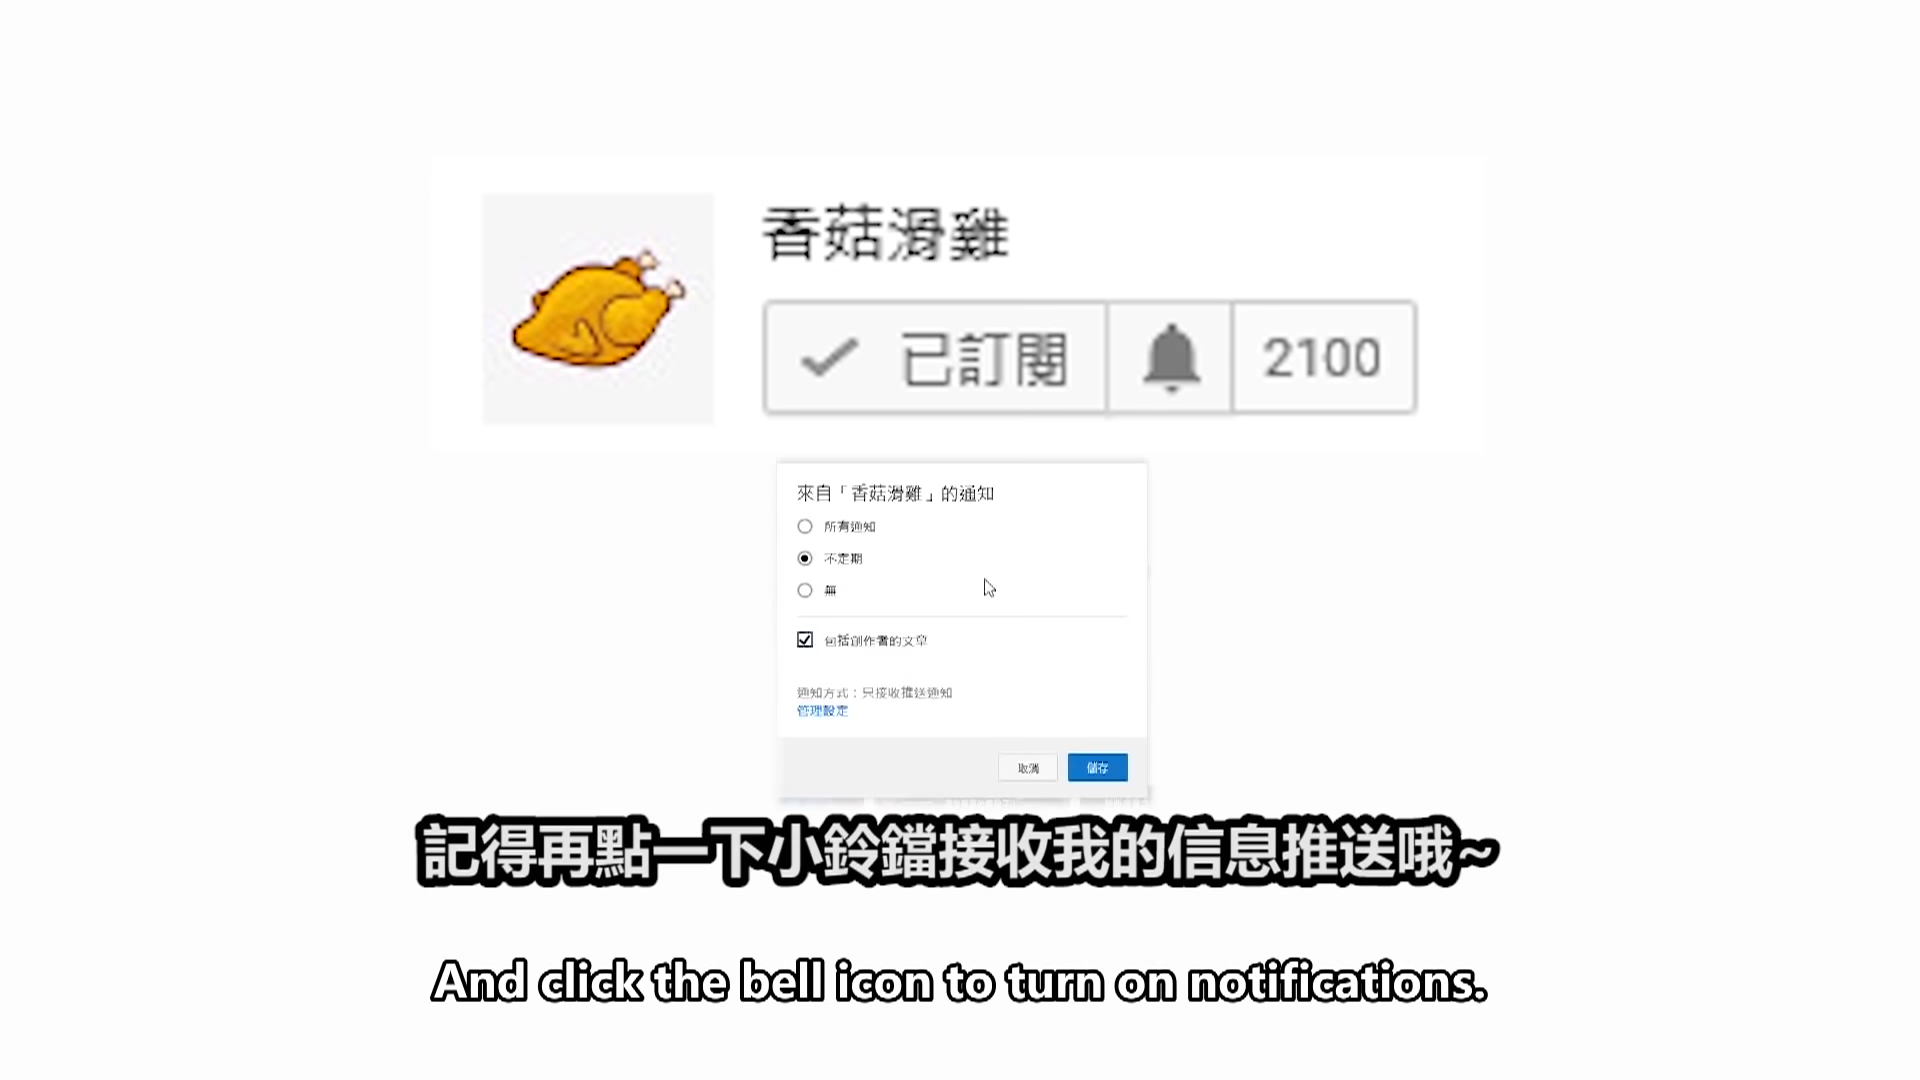 香菇滑雞
已訂閱
2100
來自「香菇滑雞」的通知
所有通知
不定期
無
包括創作者的文章
通知方式：只接收推送通知
管理設定
取消
儲存
記得再點一下小鈴鐺接收我的信息推送哦~
And click the bell icon to turn on notifications.